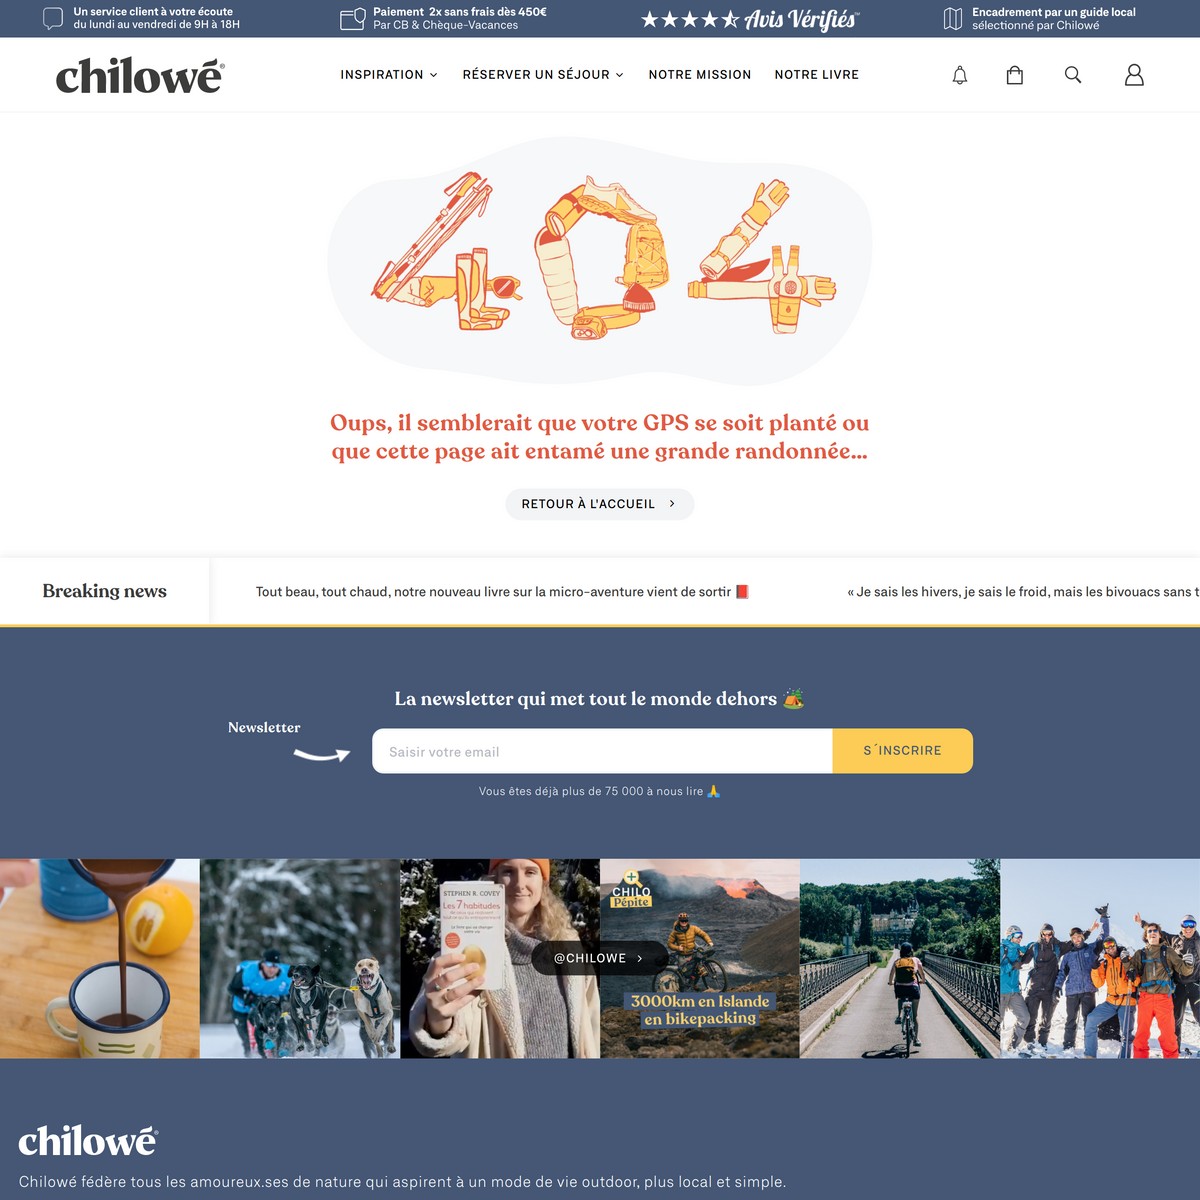 Un service client à votre écoute
du lundi au vendredi de 9H à 18H
Paiement 2x sans frais dès 450€
Par CB & Chèque-Vacances
Avis Vérifiés™
Encadrement par un guide local
sélectionné par Chilowé
chilowé®
INSPIRATION
RÉSERVER UN SÉJOUR
NOTRE MISSION
NOTRE LIVRE
404
Oups, il semblerait que votre GPS se soit planté ou
que cette page ait entamé une grande randonnée...
RETOUR À L'ACCUEIL
Breaking news
Tout beau, tout chaud, notre nouveau livre sur la micro-aventure vient de sortir 📕
« Je sais les hivers, je sais le froid, mais les bivouacs sans t
La newsletter qui met tout le monde dehors 🏕️
Newsletter
Saisir votre email
S´INSCRIRE
Vous êtes déjà plus de 75 000 à nous lire 🙏
STEPHEN R. COVEY
Les 7 habitudes
CHILO
Pépite
@CHILOWE
3000km en Islande
en bikepacking
chilowé®
Chilowé fédère tous les amoureux.ses de nature qui aspirent à un mode de vie outdoor, plus local et simple.